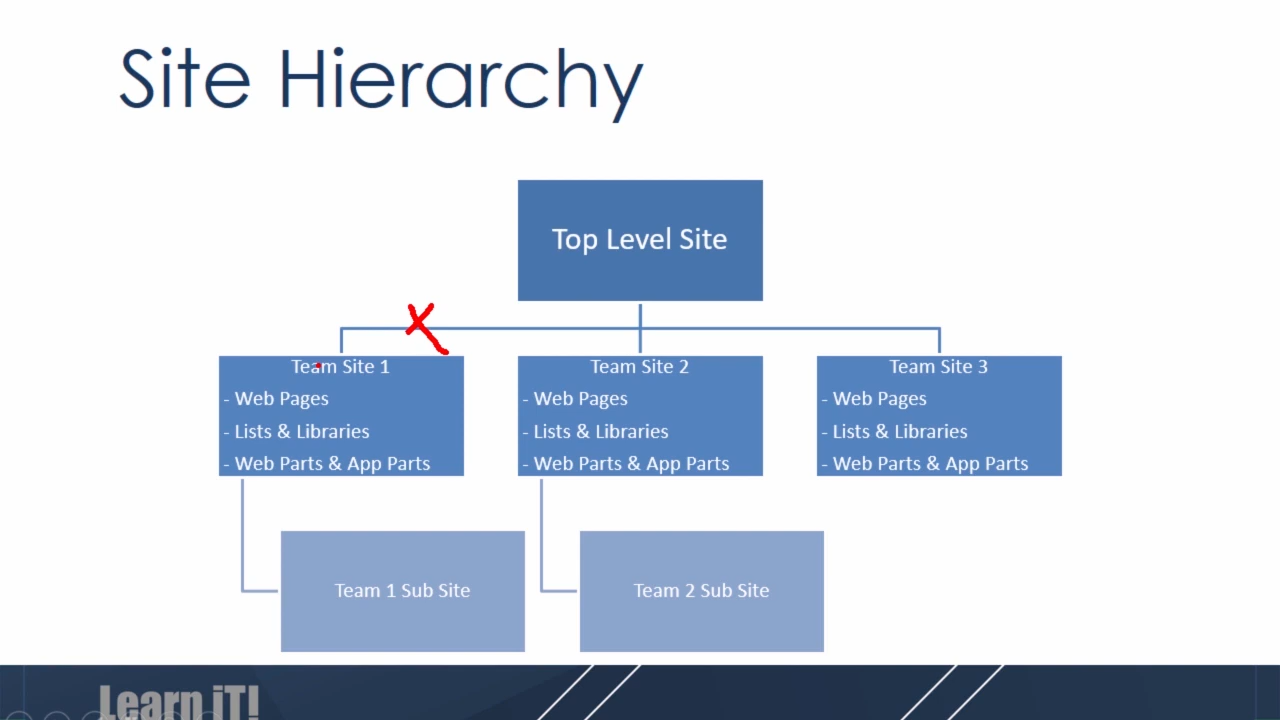 Site Hierarchy
Top Level Site
Team Site 1
- Web Pages
- Lists & Libraries
- Web Parts & App Parts
Team Site 2
- Web Pages
- Lists & Libraries
- Web Parts & App Parts
Team Site 3
- Web Pages
- Lists & Libraries
- Web Parts & App Parts
Team 1 Sub Site
Team 2 Sub Site
Learn iT!